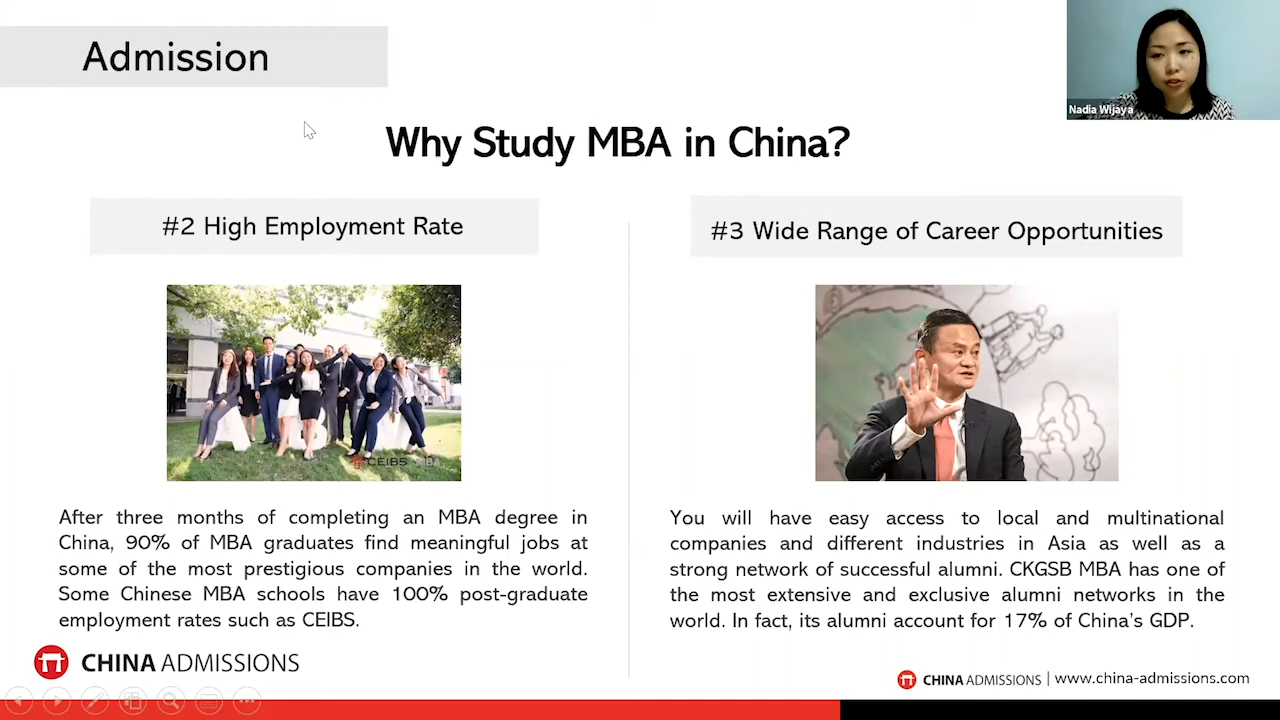 Admission
Nadia Wijaya
Why Study MBA in China?
#2 High Employment Rate
CEIBS MBA
After three months of completing an MBA degree in
China, 90% of MBA graduates find meaningful jobs at
some of the most prestigious companies in the world.
Some Chinese MBA schools have 100% post-graduate
employment rates such as CEIBS.
#3 Wide Range of Career Opportunities
You will have easy access to local and multinational
companies and different industries in Asia as well as a
strong network of successful alumni. CKGSB MBA has one of
the most extensive and exclusive alumni networks in the
world. In fact, its alumni account for 17% of China's GDP.
CHINA ADMISSIONS
CHINA ADMISSIONS | www.china-admissions.com